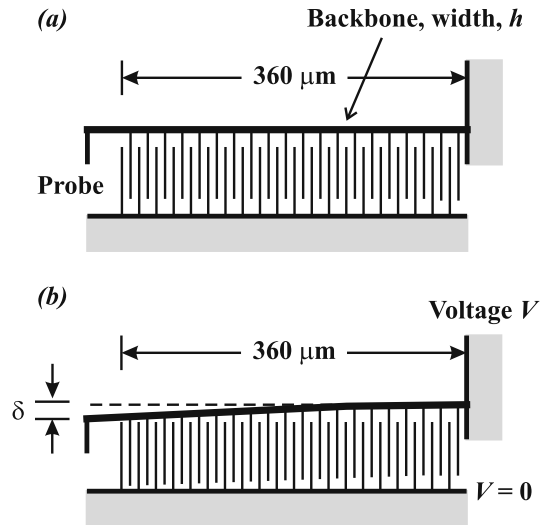 (a)
Backbone, width, h
360 μm
Probe
(b)
Voltage V
360 μm
δ
V = 0